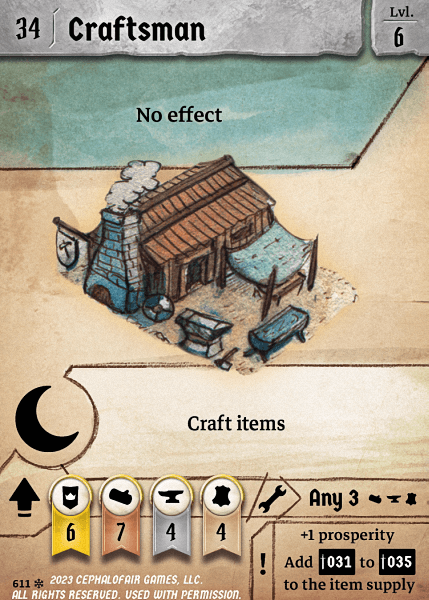 34 Craftsman
Lvl.
6
No effect
Craft items
6 7 4 4
Any 3
+1 prosperity
! Add 031 to 035
to the item supply
611 ✻ 2023 CEPHALOFAIR GAMES, LLC.
ALL RIGHTS RESERVED. USED WITH PERMISSION.